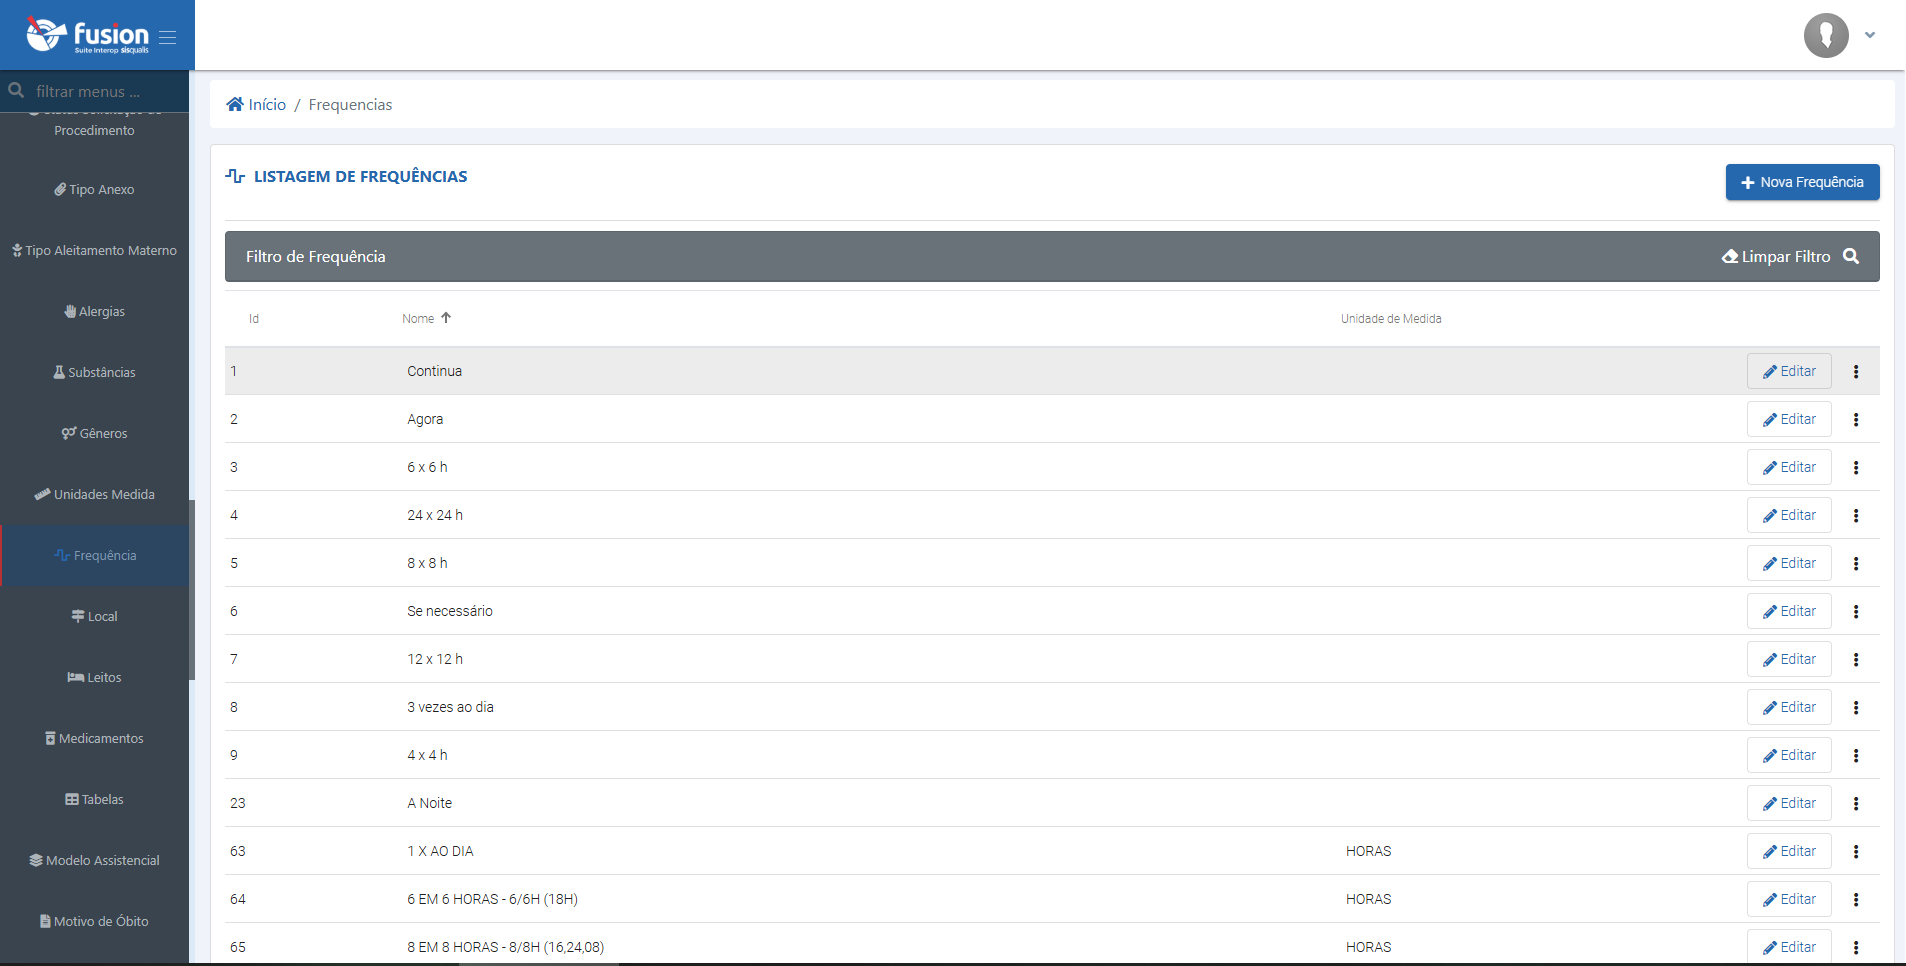 fusion
Suite Interop sisqualis
filtrar menus ...
Procedimento
Tipo Anexo
Tipo Aleitamento Materno
Alergias
Substâncias
Gêneros
Unidades Medida
Frequência
Local
Leitos
Medicamentos
Tabelas
Modelo Assistencial
Motivo de Óbito
Início / Frequencias
LISTAGEM DE FREQUÊNCIAS
Nova Frequência
Filtro de Frequência
Limpar Filtro
Id Nome Unidade de Medida
1 Continua Editar
2 Agora Editar
3 6 x 6 h Editar
4 24 x 24 h Editar
5 8 x 8 h Editar
6 Se necessário Editar
7 12 x 12 h Editar
8 3 vezes ao dia Editar
9 4 x 4 h Editar
23 A Noite Editar
63 1 X AO DIA HORAS Editar
64 6 EM 6 HORAS - 6/6H (18H) HORAS Editar
65 8 EM 8 HORAS - 8/8H (16,24,08) HORAS Editar